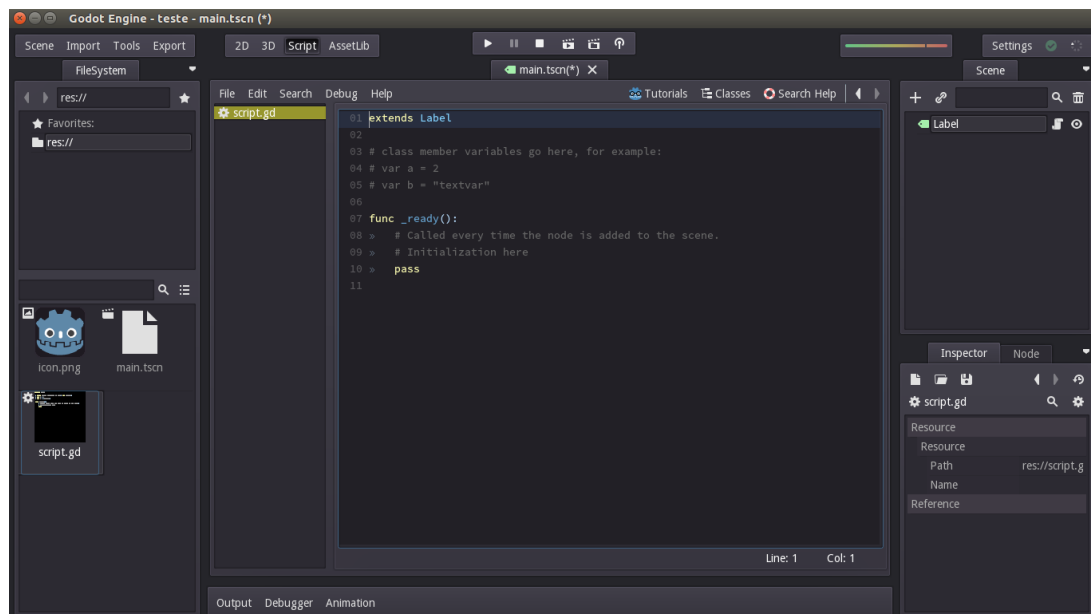 Godot Engine - teste - main.tscn (*)
Scene Import Tools Export
2D 3D Script AssetLib
Settings
FileSystem
main.tscn(*)
Scene
res://
Favorites:
res://
icon.png
main.tscn
script.gd
File Edit Search Debug Help
Tutorials Classes Search Help
script.gd
01 extends Label
02
03 # class member variables go here, for example:
04 # var a = 2
05 # var b = "textvar"
06
07 func _ready():
08 » # Called every time the node is added to the scene.
09 » # Initialization here
10 » pass
11
Line: 1 Col: 1
Output Debugger Animation
Label
Inspector Node
script.gd
Resource
Resource
Path res://script.g
Name
Reference